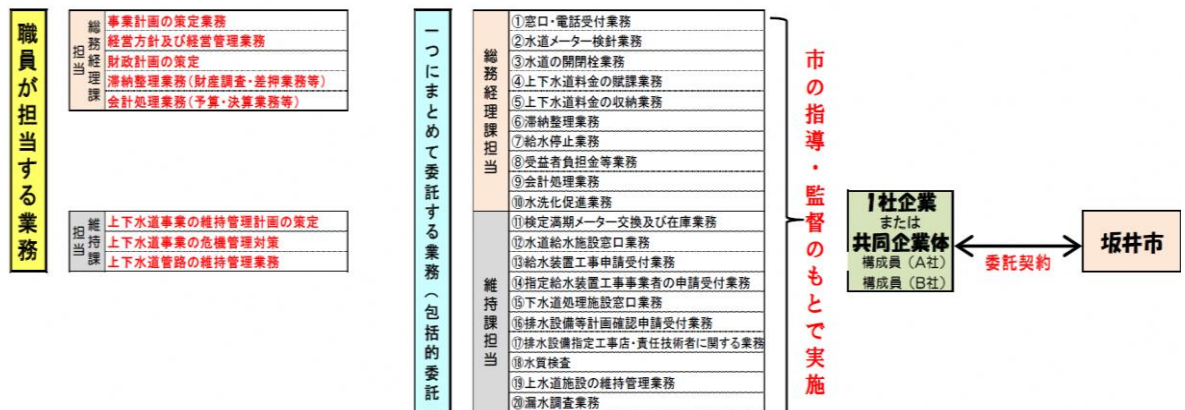 職員が担当する業務
総務経理課担当
事業計画の策定業務
経営方針及び経営管理業務
財政計画の策定
滞納整理業務(財産調査・差押業務等)
会計処理業務(予算・決算業務等)
維持課担当
上下水道事業の維持管理計画の策定
上下水道事業の危機管理対策
上下水道管路の維持管理業務
一つにまとめて委託する業務(包括的委託
総務経理課担当
①窓口・電話受付業務
②水道メーター検針業務
③水道の開閉栓業務
④上下水道料金の賦課業務
⑤上下水道料金の収納業務
⑥滞納整理業務
⑦給水停止業務
⑧受益者負担金等業務
⑨会計処理業務
⑩水洗化促進業務
維持課担当
⑪検定満期メーター交換及び在庫業務
⑫水道給水施設窓口業務
⑬給水装置工事申請受付業務
⑭指定給水装置工事事業者の申請受付業務
⑮下水道処理施設窓口業務
⑯排水設備等計画確認申請受付業務
⑰排水設備指定工事店・責任技術者に関する業務
⑱水質検査
⑲上水道施設の維持管理業務
⑳漏水調査業務
市の指導・監督のもとで実施
1社企業
または
共同企業体
構成員(A社)
構成員(B社)
委託契約
坂井市